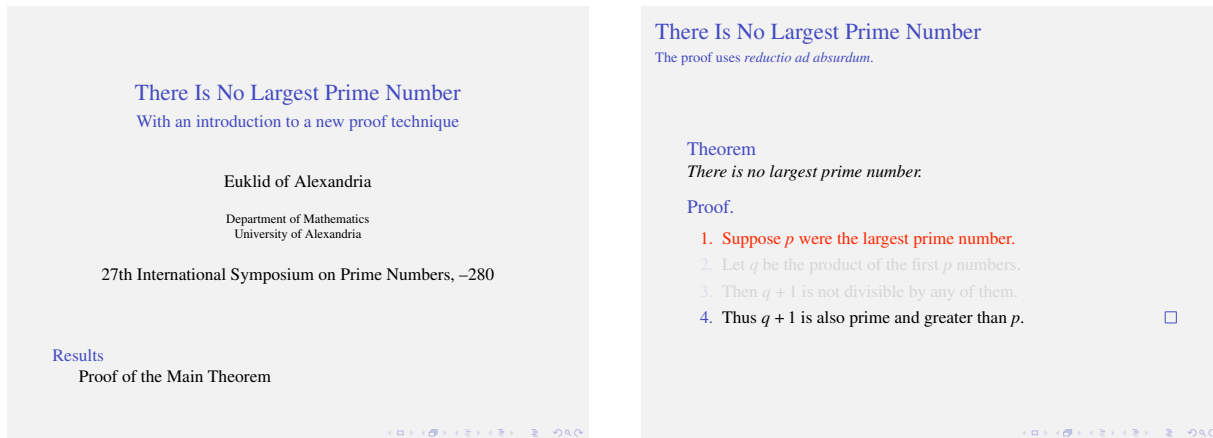 There Is No Largest Prime Number
With an introduction to a new proof technique
Euklid of Alexandria
Department of Mathematics
University of Alexandria
27th International Symposium on Prime Numbers, –280
Results
Proof of the Main Theorem
There Is No Largest Prime Number
The proof uses reductio ad absurdum.
Theorem
There is no largest prime number.
Proof.
1. Suppose p were the largest prime number.
2. Let q be the product of the first p numbers.
3. Then q + 1 is not divisible by any of them.
4. Thus q + 1 is also prime and greater than p.